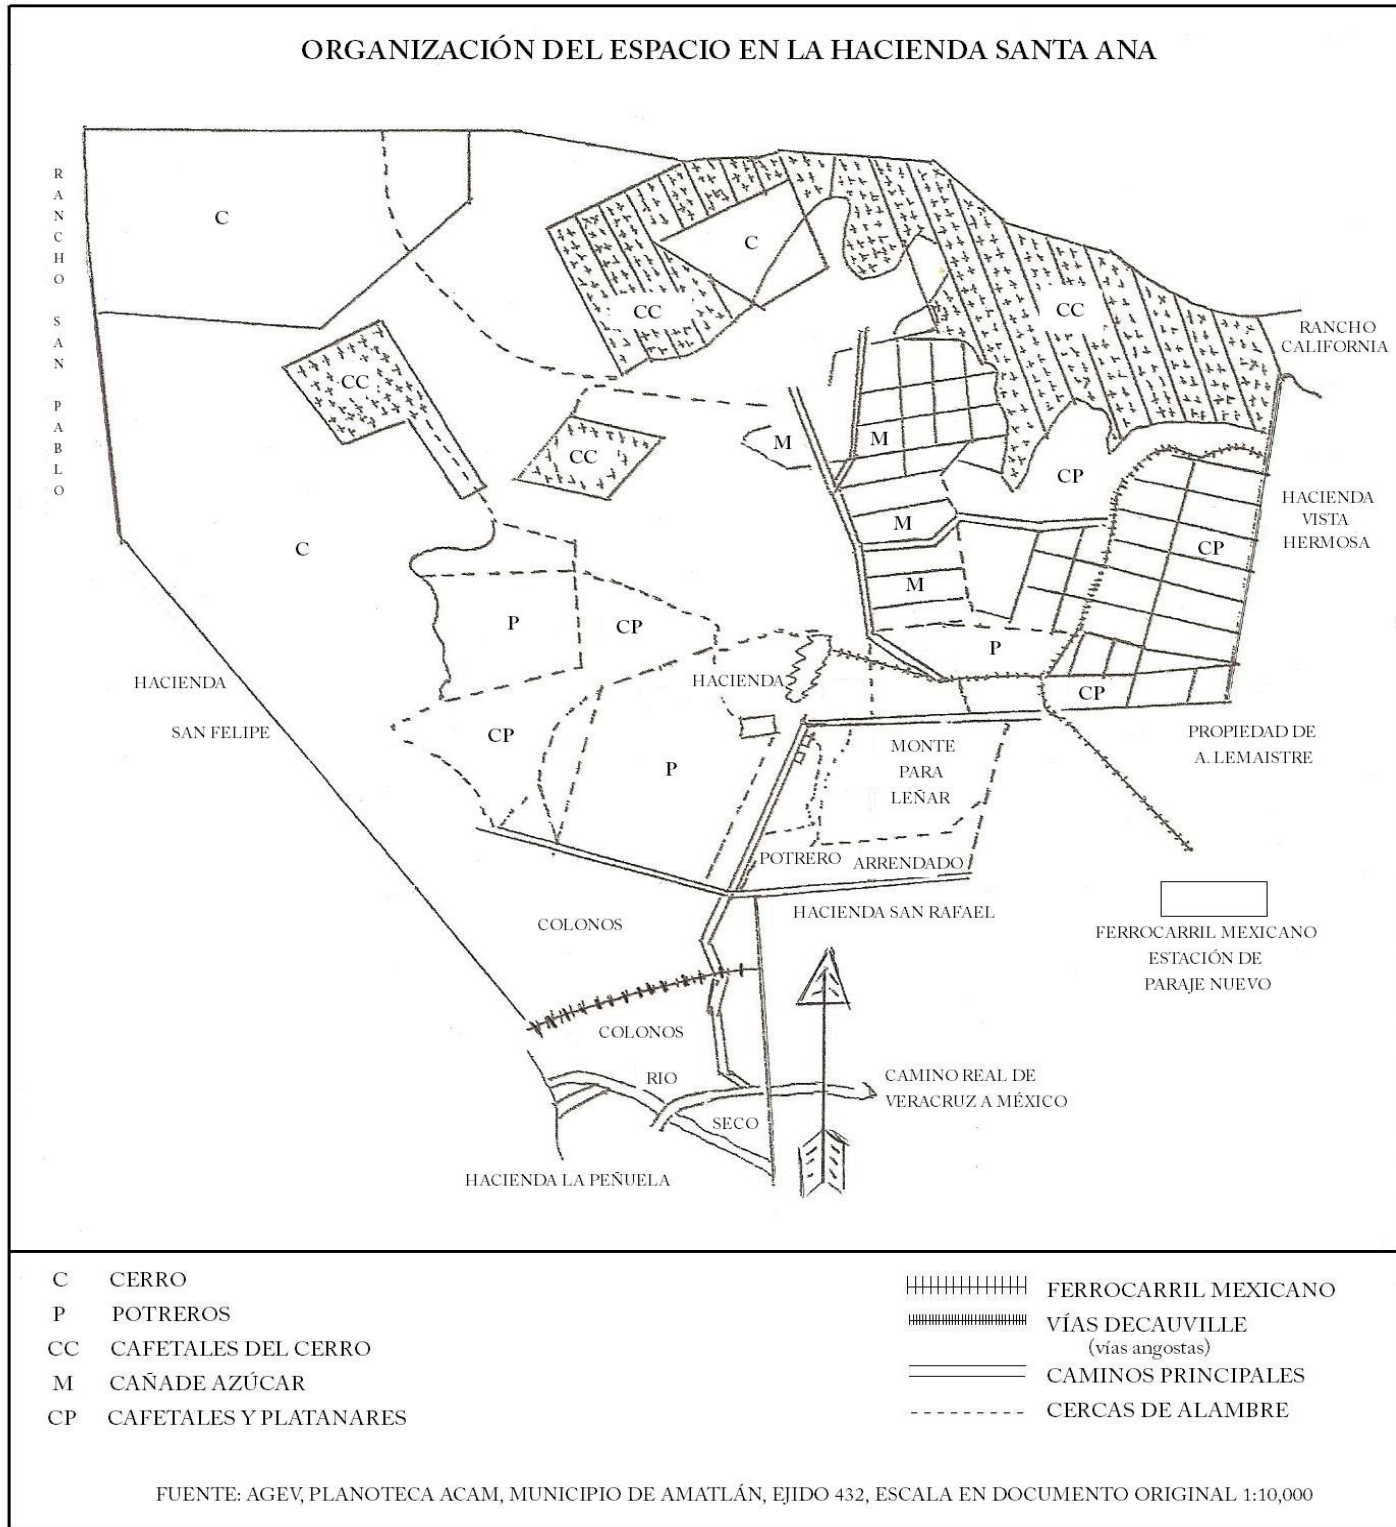 ORGANIZACIÓN DEL ESPACIO EN LA HACIENDA SANTA ANA
RANCHO SAN PABLO
C
C
CC
CC
RANCHO
CALIFORNIA
CC
CC
M
M
CP
HACIENDA
VISTA
HERMOSA
M
C
CP
M
P
CP
P
HACIENDA
HACIENDA
CP
SAN FELIPE
CP
PROPIEDAD DE
A. LEMAISTRE
MONTE
PARA
LEÑAR
P
POTRERO ARRENDADO
HACIENDA SAN RAFAEL
COLONOS
FERROCARRIL MEXICANO
ESTACIÓN DE
PARAJE NUEVO
COLONOS
RIO
SECO
CAMINO REAL DE
VERACRUZ A MÉXICO
HACIENDA LA PEÑUELA
C CERRO
P POTREROS
CC CAFETALES DEL CERRO
M CAÑADE AZÚCAR
CP CAFETALES Y PLATANARES
FERROCARRIL MEXICANO
VÍAS DECAUVILLE
(vías angostas)
CAMINOS PRINCIPALES
CERCAS DE ALAMBRE
FUENTE: AGEV, PLANOTECA ACAM, MUNICIPIO DE AMATLÁN, EJIDO 432, ESCALA EN DOCUMENTO ORIGINAL 1:10,000